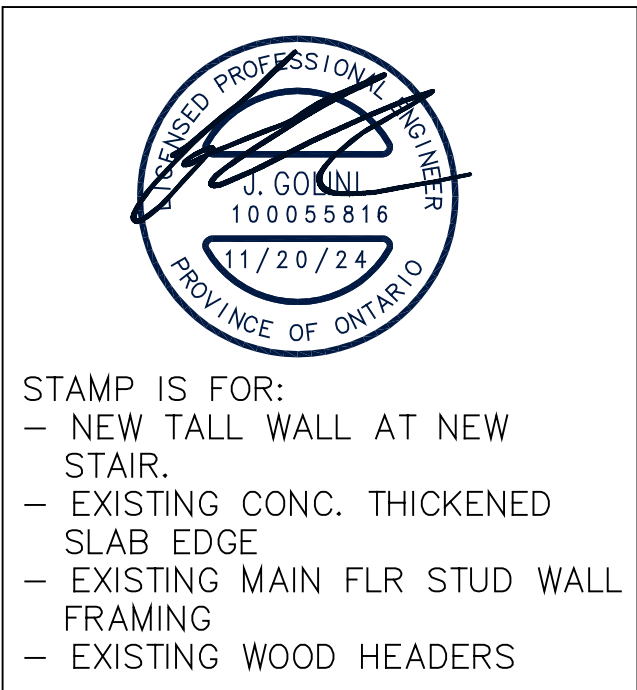 LICENSED PROFESSIONAL ENGINEER
J. GOLINI
100055816
11/20/24
PROVINCE OF ONTARIO
STAMP IS FOR:
– NEW TALL WALL AT NEW
STAIR.
– EXISTING CONC. THICKENED
SLAB EDGE
– EXISTING MAIN FLR STUD WALL
FRAMING
– EXISTING WOOD HEADERS